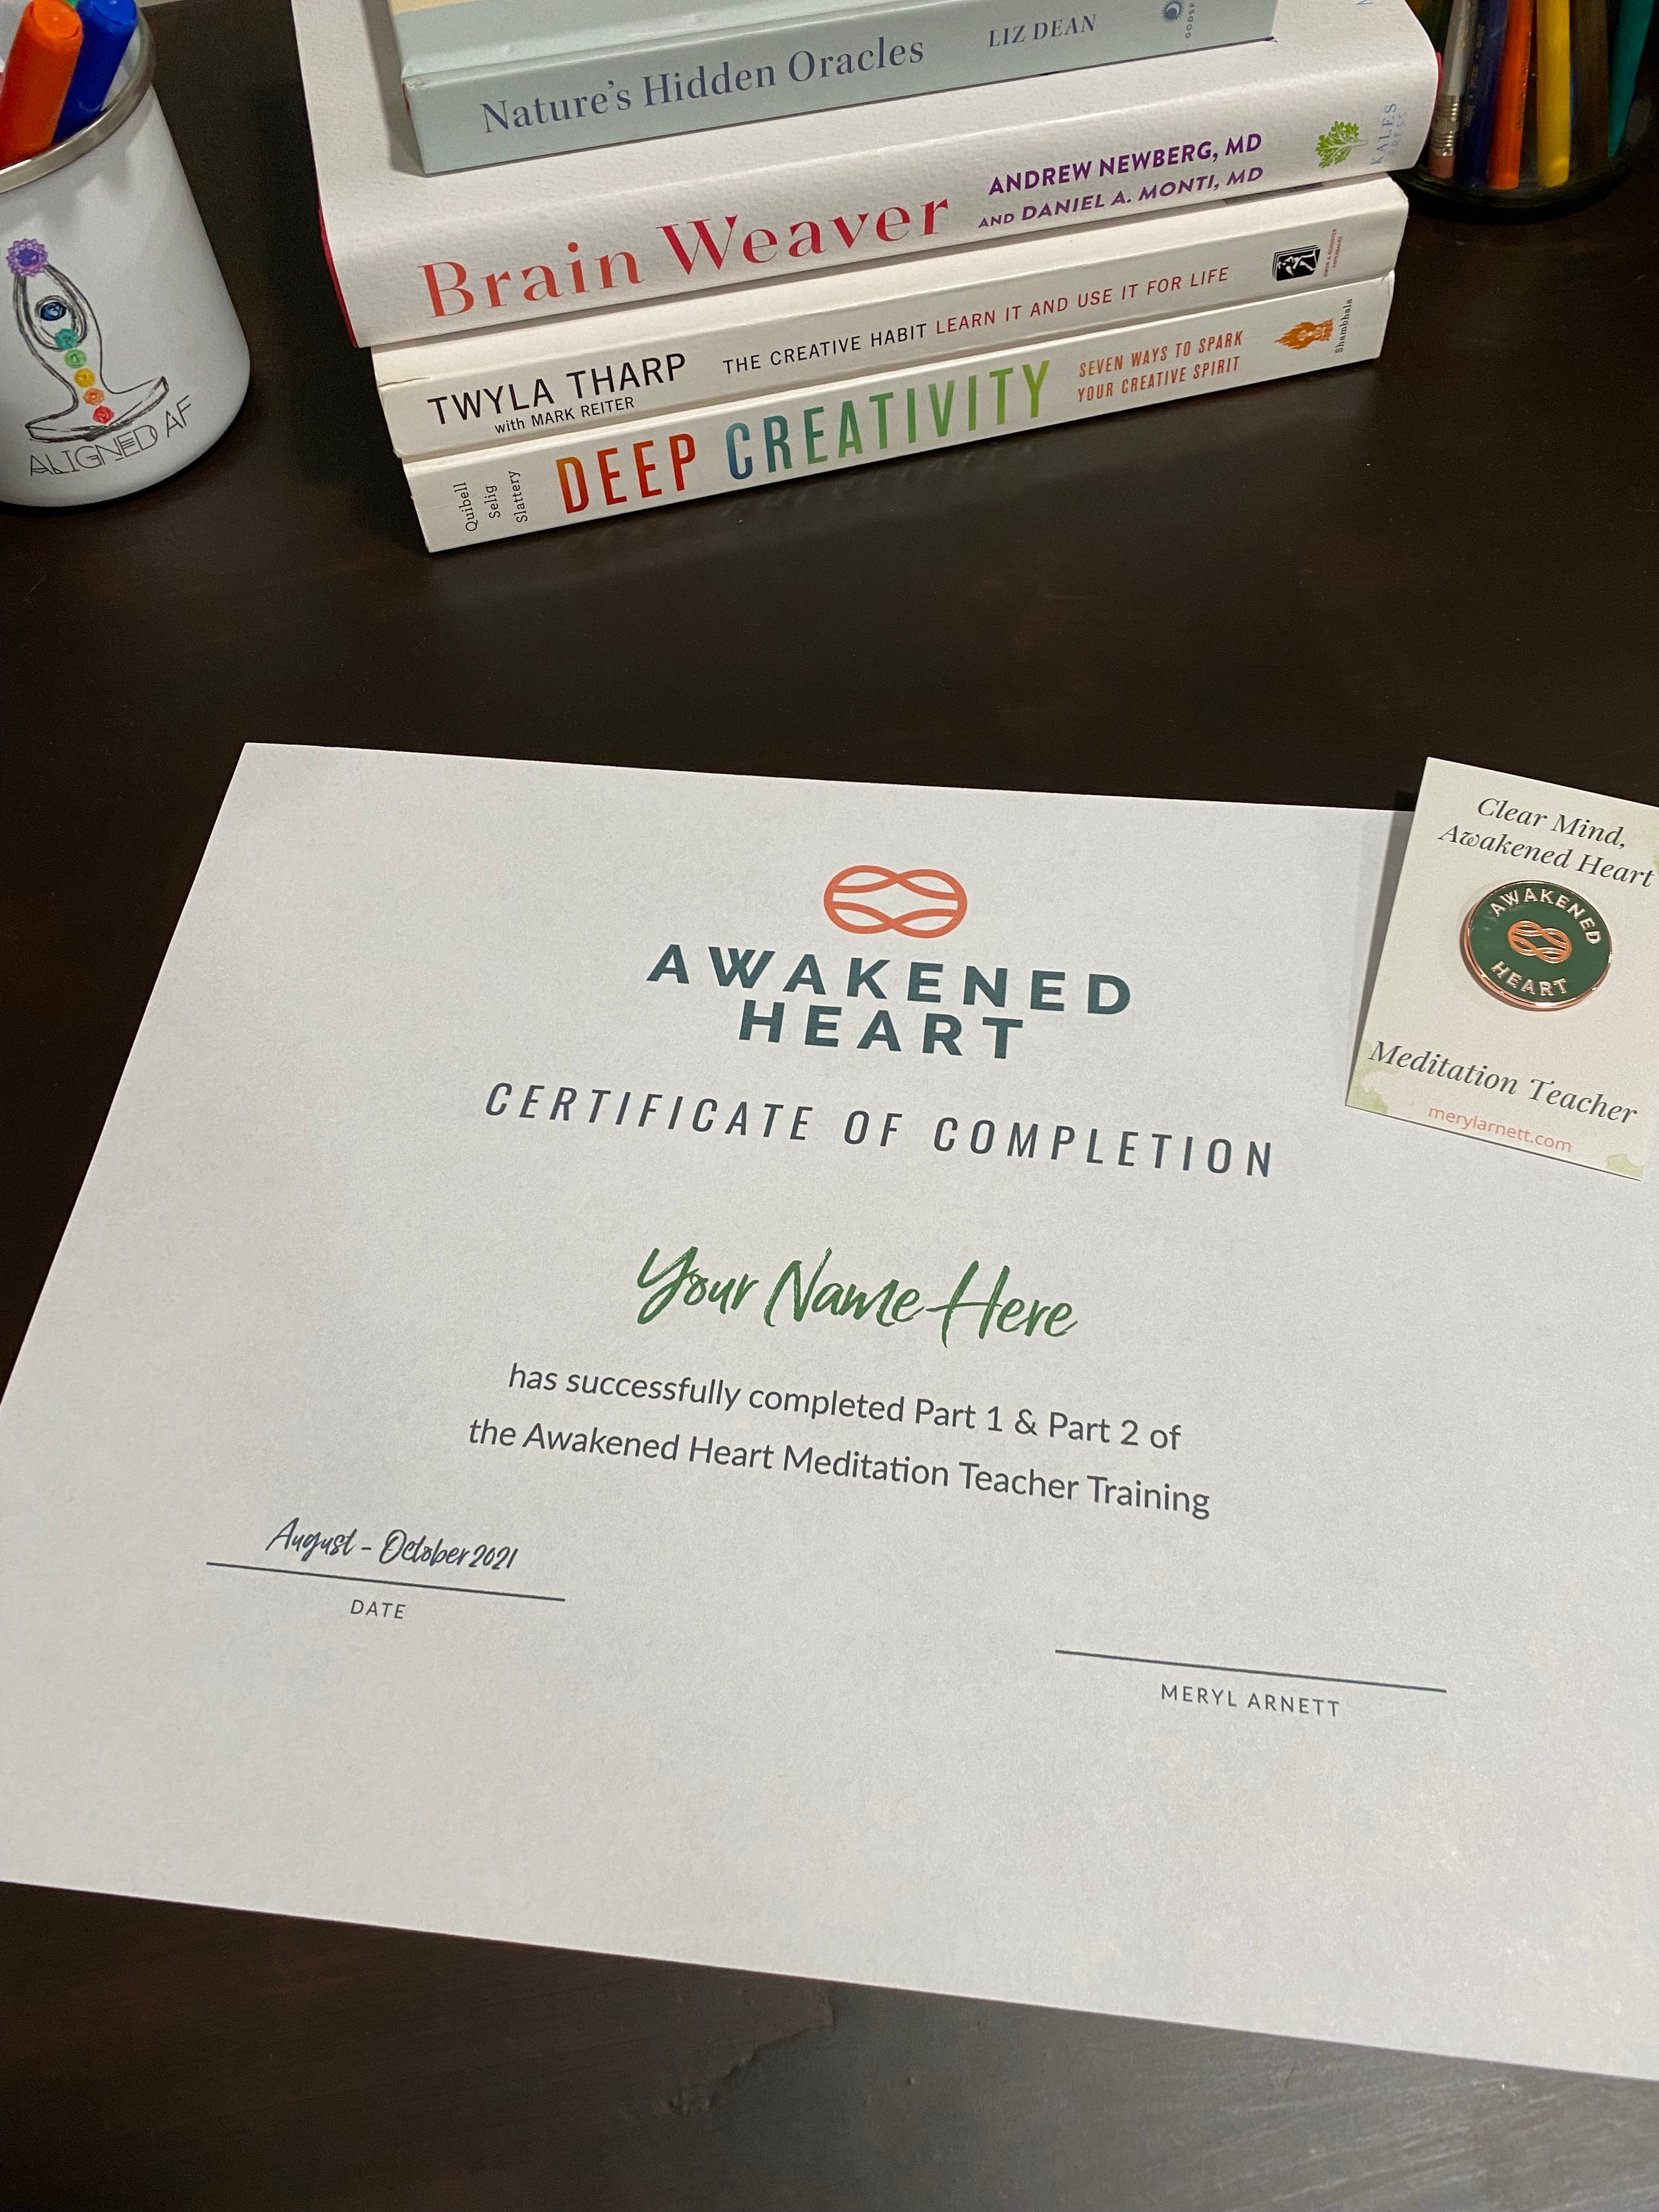 Nature's Hidden Oracles LIZ DEAN
Brain Weaver ANDREW NEWBERG, MD
AND DANIEL A. MONTI, MD
KALES
PRESS
TWYLA THARP
with MARK REITER
THE CREATIVE HABIT LEARN IT AND USE IT FOR LIFE
Quibell
Selig
Slattery
DEEP CREATIVITY
SEVEN WAYS TO SPARK
YOUR CREATIVE SPIRIT
Shambhala
ALIGNED AF
AWAKENED
HEART
CERTIFICATE OF COMPLETION
Your Name Here
has successfully completed Part 1 & Part 2 of
the Awakened Heart Meditation Teacher Training
August - October 2021
DATE
MERYL ARNETT
Clear Mind,
Awakened Heart
AWAKENED
HEART
Meditation Teacher
merylarnett.com